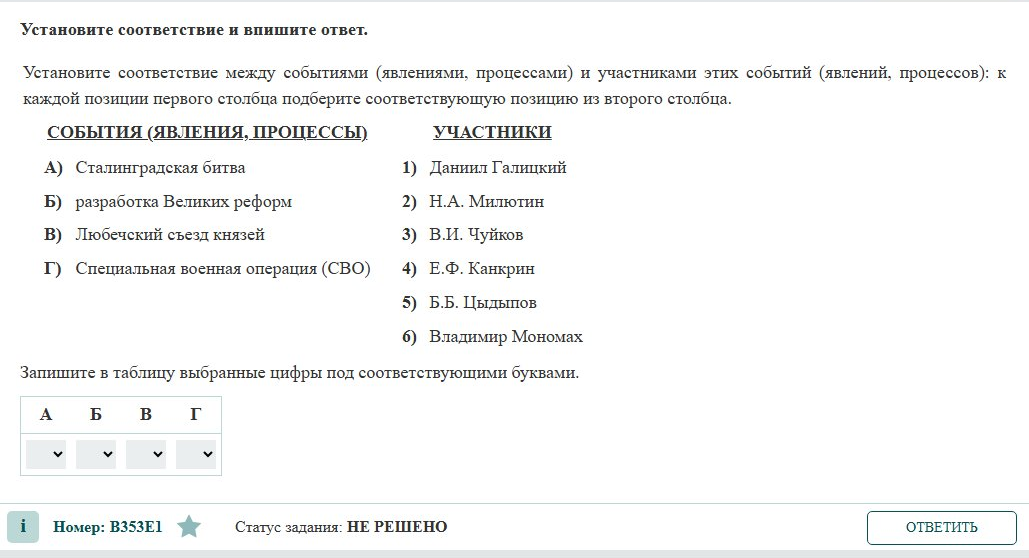 Установите соответствие и впишите ответ.
Установите соответствие между событиями (явлениями, процессами) и участниками этих событий (явлений, процессов): к
каждой позиции первого столбца подберите соответствующую позицию из второго столбца.
СОБЫТИЯ (ЯВЛЕНИЯ, ПРОЦЕССЫ) УЧАСТНИКИ
А) Сталинградская битва 1) Даниил Галицкий
Б) разработка Великих реформ 2) Н.А. Милютин
В) Любечский съезд князей 3) В.И. Чуйков
Г) Специальная военная операция (СВО) 4) Е.Ф. Канкрин
5) Б.Б. Цыдыпов
6) Владимир Мономах
Запишите в таблицу выбранные цифры под соответствующими буквами.
А Б В Г
i Номер: B353E1 Статус задания: НЕ РЕШЕНО ОТВЕТИТЬ